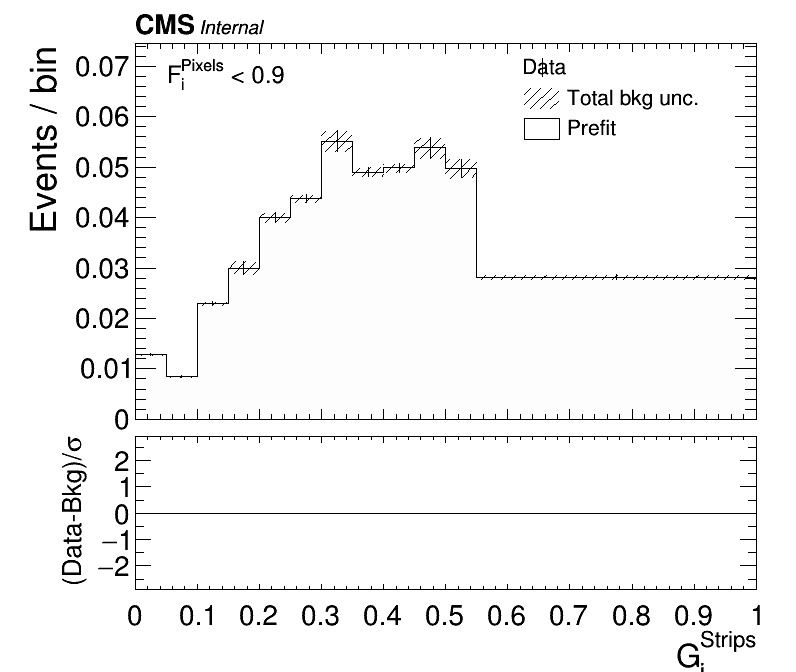 CMS Internal
F_i^Pixels < 0.9
Data
Total bkg unc.
Prefit
Events / bin
0.07
0.06
0.05
0.04
0.03
0.02
0.01
0
(Data-Bkg)/σ
2
1
0
−1
−2
0 0.1 0.2 0.3 0.4 0.5 0.6 0.7 0.8 0.9 1
G_i^Strips